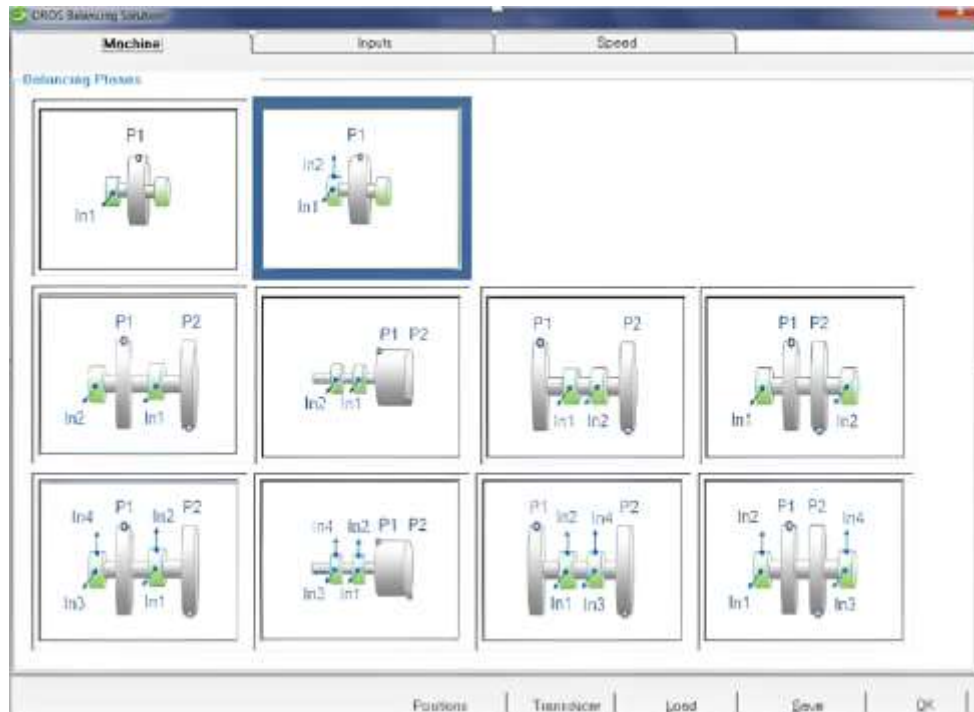 OROS Balancing Solution
Machine Inputs Speed
Balancing Planes
P1
In1
P1
In2
In1
P1 P2
In2 In1
P1 P2
In2 In1
P1 P2
In1 In2
P1 P2
In1 In2
In4 P1 In2 P2
In3 In1
In4 In2 P1 P2
In3 In1
P1 In2 In4 P2
In1 In3
In2 P1 P2 In4
In1 In3
Positions Transducer Load Save OK